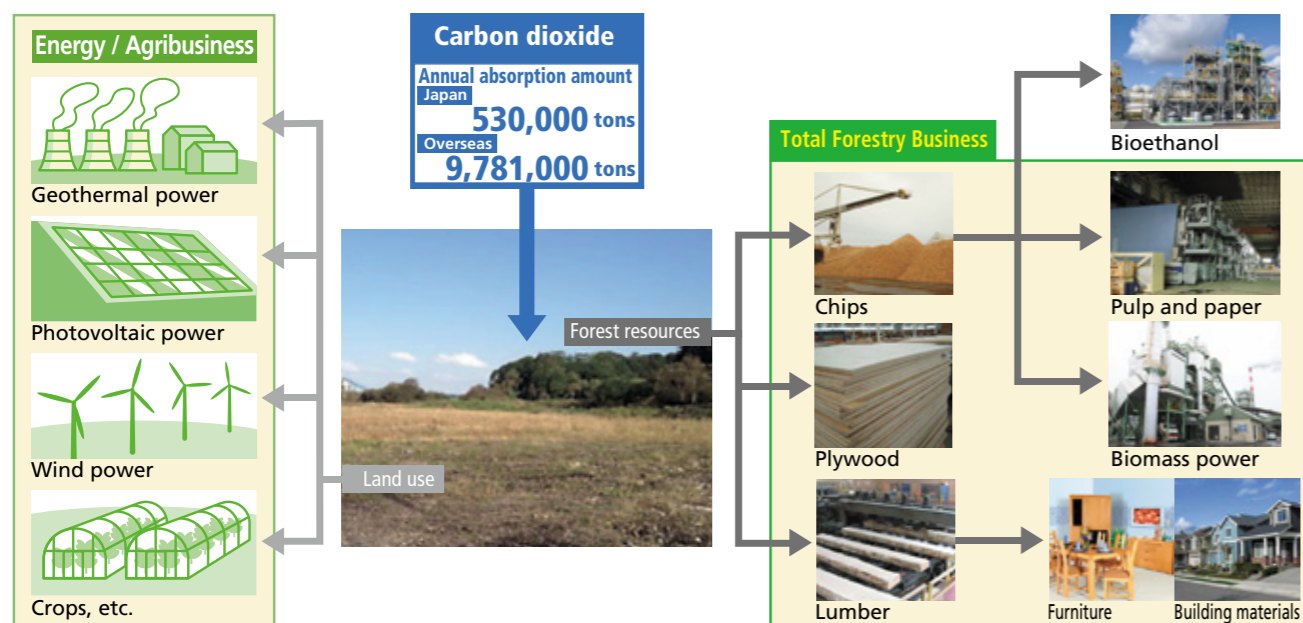 Energy / Agribusiness
Geothermal power
Photovoltaic power
Wind power
Crops, etc.
Carbon dioxide
Annual absorption amount
Japan
530,000 tons
Overseas
9,781,000 tons
Forest resources
Land use
Total Forestry Business
Chips
Plywood
Lumber
Bioethanol
Pulp and paper
Biomass power
Furniture
Building materials